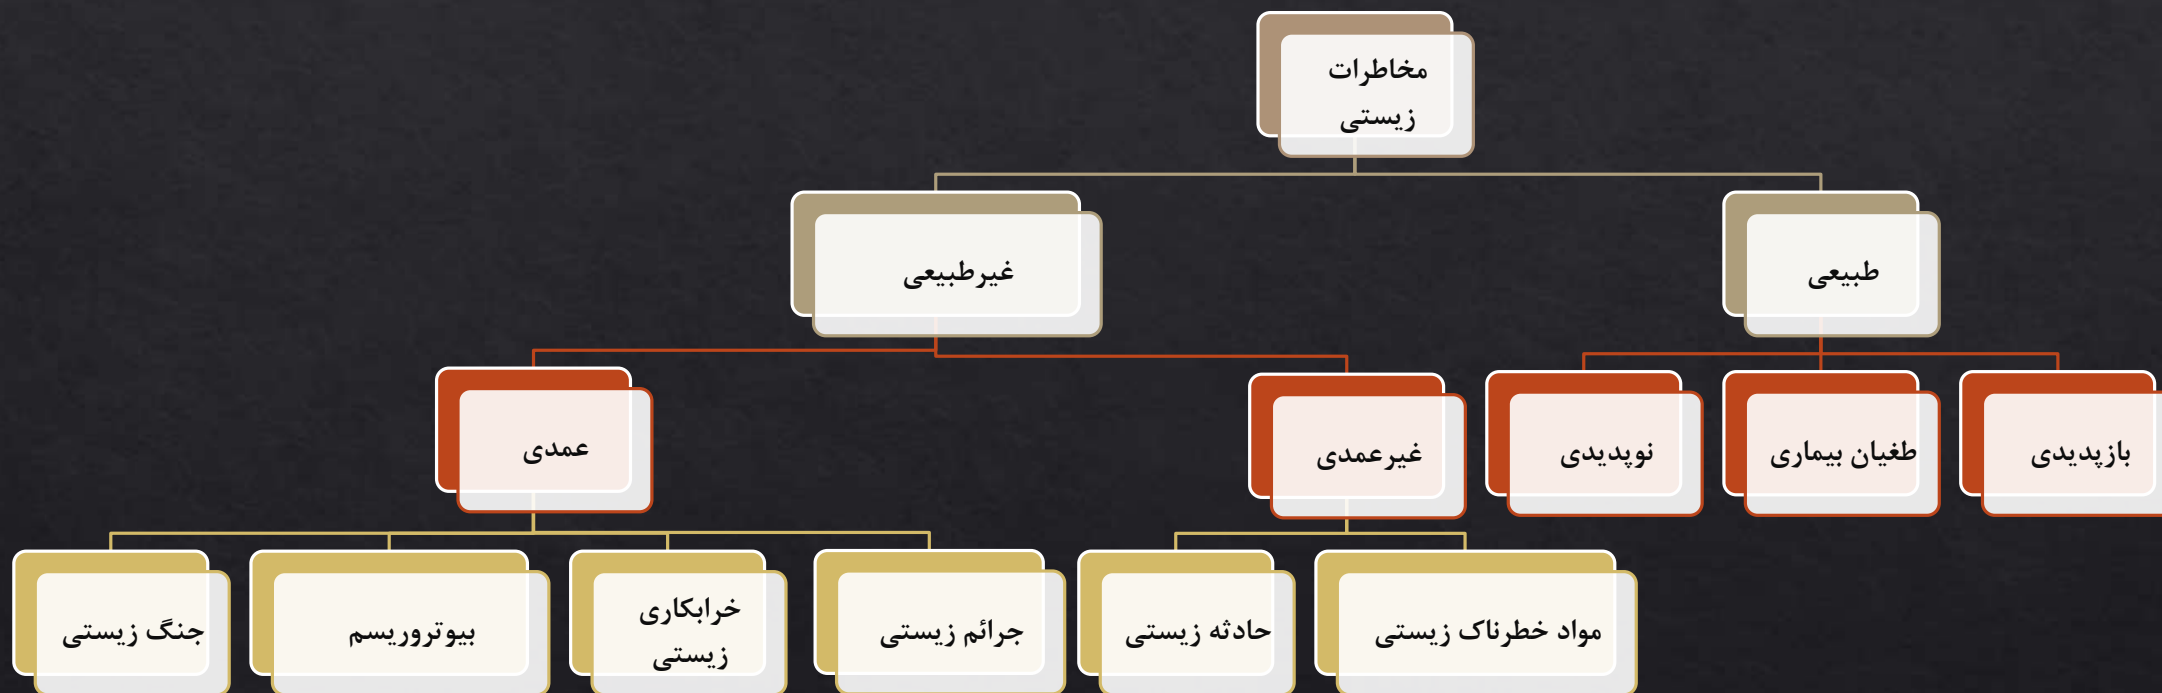 مخاطرات
زیستی
طبیعی
غیرطبیعی
بازپدیدی
طغیان بیماری
نوپدیدی
غیرعمدی
عمدی
مواد خطرناک زیستی
حادثه زیستی
جرائم زیستی
خرابکاری
زیستی
بیوتروریسم
جنگ زیستی